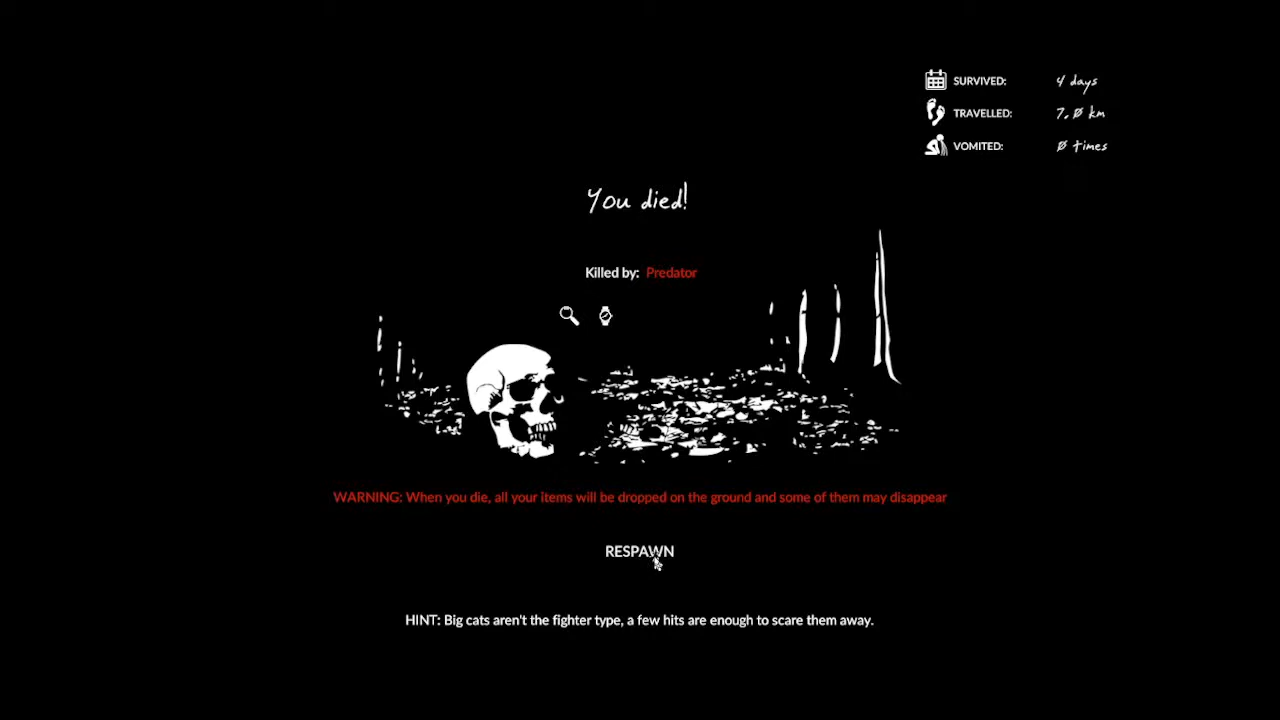 SURVIVED: 4 days
TRAVELLED: 7.0 km
VOMITED: 0 times
You died!
Killed by: Predator
WARNING: When you die, all your items will be dropped on the ground and some of them may disappear
RESPAWN
HINT: Big cats aren't the fighter type, a few hits are enough to scare them away.